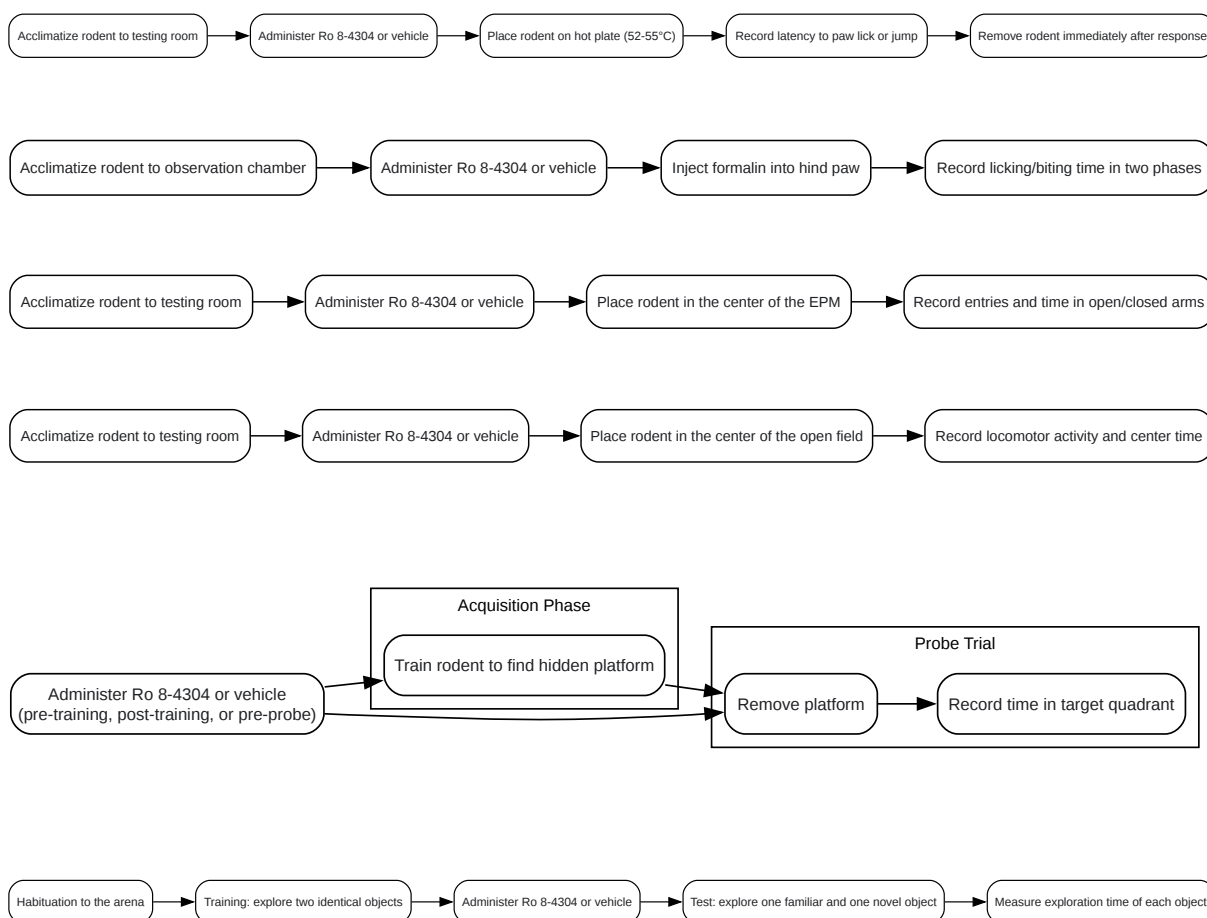 Acclimatize rodent to testing room
Administer Ro 8-4304 or vehicle
Place rodent on hot plate (52-55°C)
Record latency to paw lick or jump
Remove rodent immediately after response
Acclimatize rodent to observation chamber
Administer Ro 8-4304 or vehicle
Inject formalin into hind paw
Record licking/biting time in two phases
Acclimatize rodent to testing room
Administer Ro 8-4304 or vehicle
Place rodent in the center of the EPM
Record entries and time in open/closed arms
Acclimatize rodent to testing room
Administer Ro 8-4304 or vehicle
Place rodent in the center of the open field
Record locomotor activity and center time
Administer Ro 8-4304 or vehicle
(pre-training, post-training, or pre-probe)
Acquisition Phase
Train rodent to find hidden platform
Probe Trial
Remove platform
Record time in target quadrant
Habituation to the arena
Training: explore two identical objects
Administer Ro 8-4304 or vehicle
Test: explore one familiar and one novel object
Measure exploration time of each object